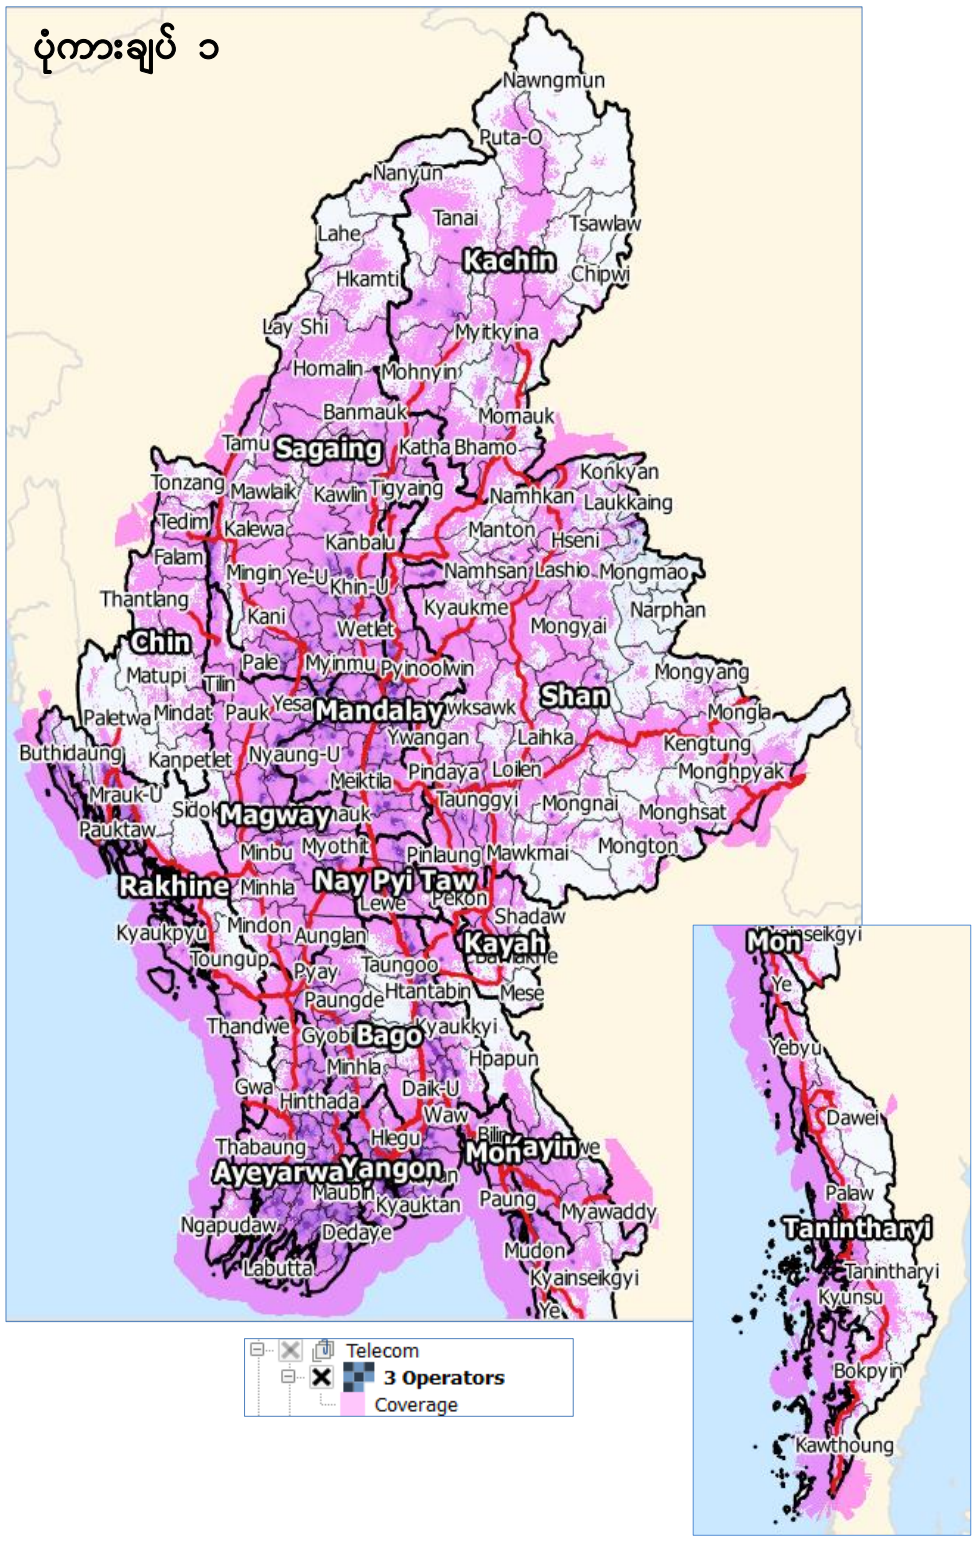 ပုံကားချပ် ၁
Nawngmun
Puta-O
Nanyun
Tanai
Tsawlaw
Lahe
Kachin
Hkamti
Chipwi
Lay Shi
Myitkyina
Homalin
Mohnyin
Banmauk
Momauk
Tamu
Sagaing
Katha
Bhamo
Konkyan
Tonzang
Mawlaik
Kawlin
Tigyaing
Namhkan
Laukkaing
Tedim
Kalewa
Kanbalu
Manton
Hseni
Falam
Mingin
Ye-U
Khin-U
Namhsan
Lashio
Mongmao
Thantlang
Kani
Kyaukme
Narphan
Wetlet
Mongyai
Chin
Pale
Myinmu
Pyinoolwin
Matupi
Tilin
Mongyang
Shan
Paletwa
Mindat
Pauk
Yesa
Mandalay
wksawk
Mongla
Buthidaung
Kanpetlet
Nyaung-U
Ywangan
Laihka
Kengtung
Meiktila
Pindaya
Loilen
Monghpyak
Mrauk-U
Sidok
Magway
auk
Taunggyi
Mongnai
Monghsat
Pauktaw
Minbu
Myothit
Pinlaung
Mawkmai
Mongton
Rakhine
Minhla
Nay Pyi Taw
Lewe
Pekon
Shadaw
Kyaukpyu
Mindon
Aunglan
Kayah
Toungup
Pyay
Taungoo
Htantabin
Mese
Paungde
Thandwe
Gyobi
Bago
Kyaukkyi
Minhla
Hpapun
Gwa
Hinthada
Daik-U
Waw
Thabaung
Hlegu
Bilin
Mon
Kayin
we
Ayeyarwa
Yangon
Maubin
Kyauktan
Paung
Myawaddy
Ngapudaw
Dedaye
Labutta
Mudon
Kyainseikgyi
Ye
Mon
ainseikgyi
Ye
Yebyu
Dawei
Palaw
Tanintharyi
Tanintharyi
Kyunsu
Bokpyin
Kawthoung
Telecom
3 Operators
Coverage